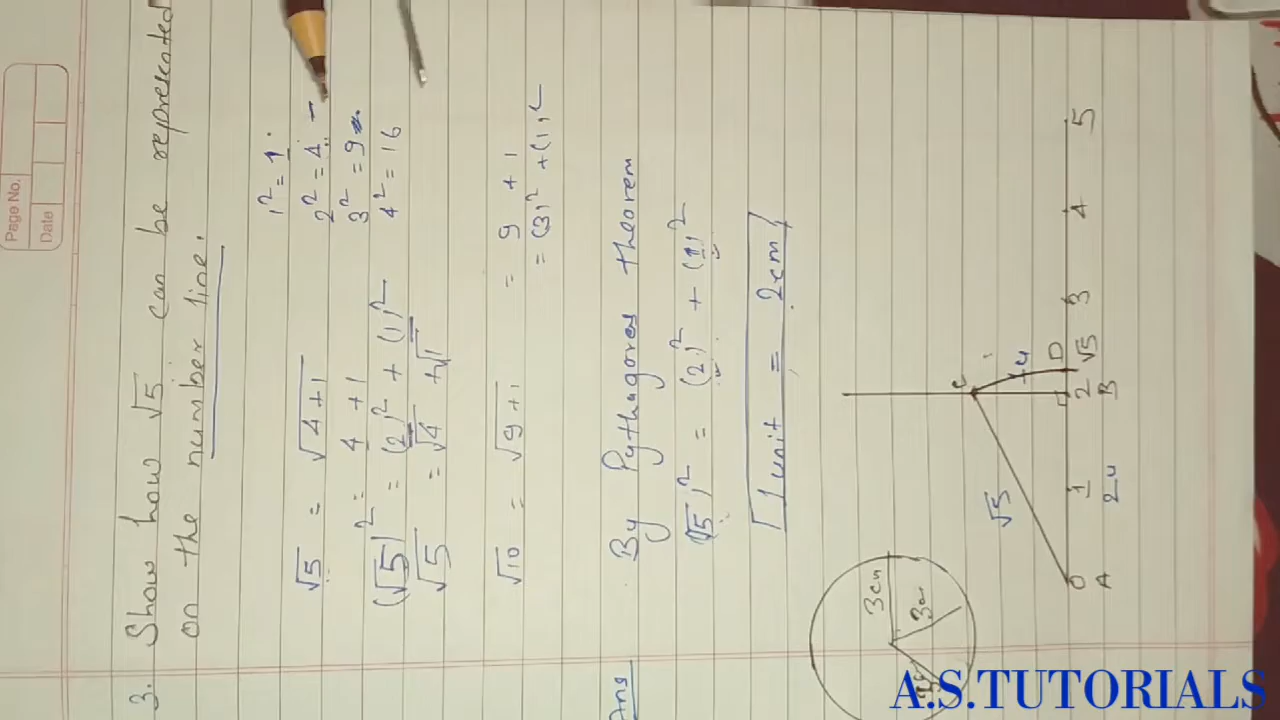 Page No.
Date
3. Show how √5 can be represented
on the number line.
1² = 1.
√5 = √4+1 2² = 4.
(√5)² = 4 + 1 3² = 9
= (2)² + (1)² 4² = 16
√5 = √4 + √1
√10 = √9+1 = 9 + 1
= (3)² + (1)²
Ans By Pythagores theorem
(√5)² = (2)² + (1)²
1 unit = 2cm
3cm
3c
C
1u
√5
D
0 1 2 √5 3 4 5
A 2u B
A.S.TUTORIALS